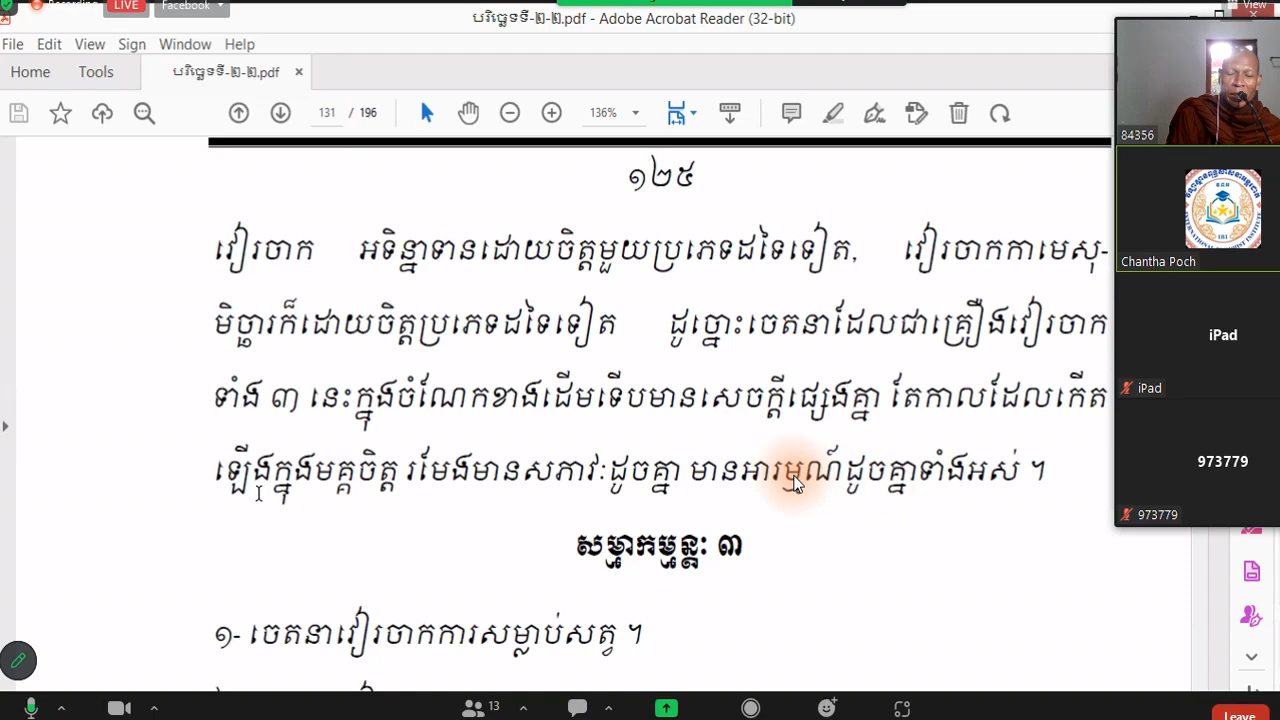 Recording
LIVE
Facebook
View
បរិច្ឆេទទី-២-២.pdf - Adobe Acrobat Reader (32-bit)
File Edit View Sign Window Help
Home Tools បរិច្ឆេទទី-២-២.pdf ×
131 / 196 136%
១២៥
វៀរចាក អទិន្នាទានដោយចិត្តមួយប្រភេទដទៃទៀត, វៀរចាកកាមេសុ-
មិច្ឆារក៏ដោយចិត្តប្រភេទដទៃទៀត ដូច្នោះចេតនាដែលជាគ្រឿងវៀរចាក
ទាំង ៣ នេះក្នុងចំណែកខាងដើមទើបមានសេចក្តីផ្សេងគ្នា តែកាលដែលកើត
ឡើងក្នុងមគ្គចិត្ត រមែងមានសភាវៈដូចគ្នា មានអារម្មណ៍ដូចគ្នាទាំងអស់ ។
សម្មាកម្មន្តៈ ៣
១- ចេតនាវៀរចាកការសម្លាប់សត្វ ។
84356
Chantha Poch
iPad
iPad
973779
973779
13
Leave